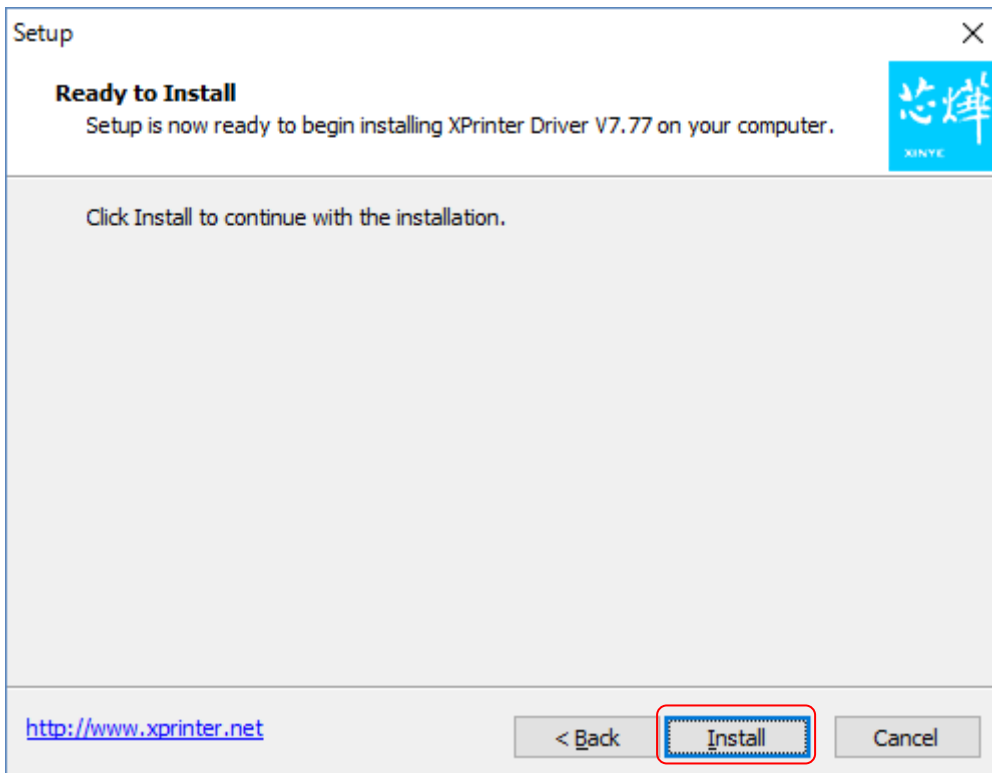 Setup
Ready to Install
Setup is now ready to begin installing XPrinter Driver V7.77 on your computer.
芯烨
XINYE
Click Install to continue with the installation.
http://www.xprinter.net
< Back
Install
Cancel